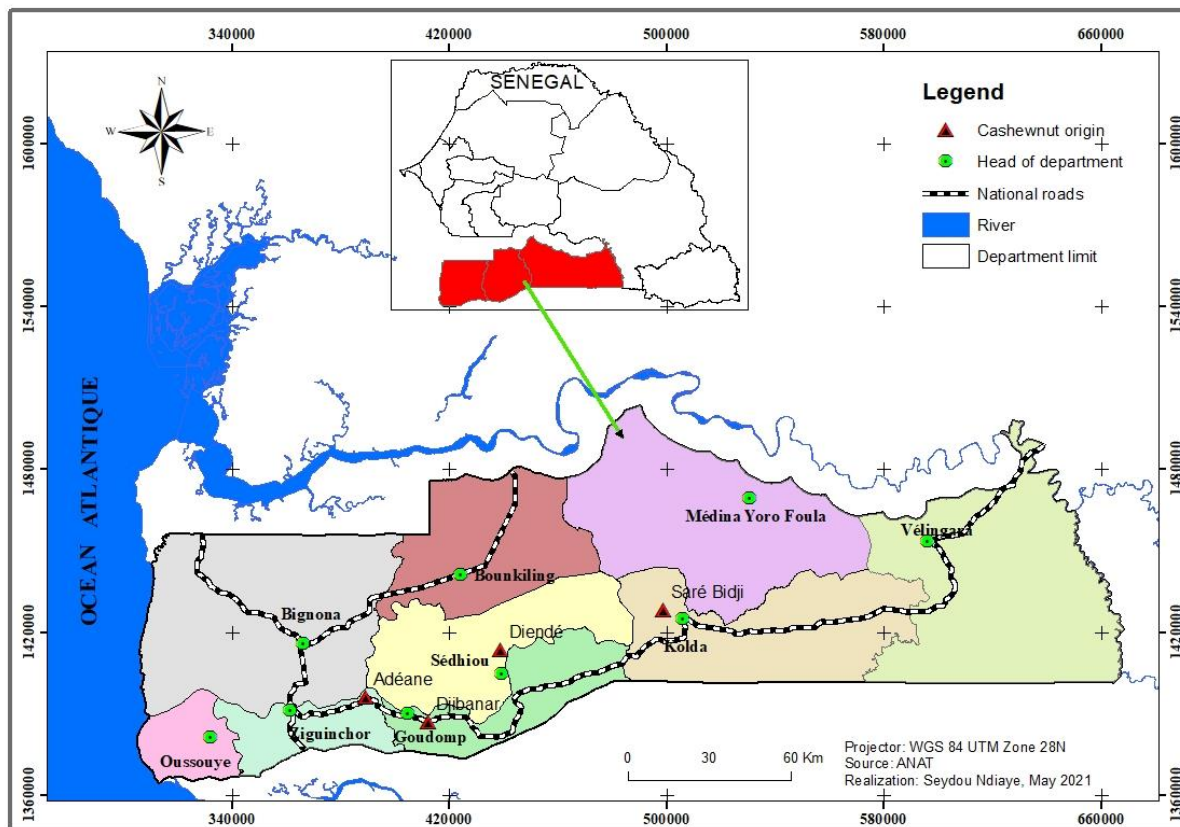 340000 420000 500000 580000 660000
1600000 1600000
1540000 1540000
1480000 1480000
1420000 1420000
1360000 1360000
N
W E
S
SENEGAL
Legend
Cashewnut origin
Head of department
National roads
River
Department limit
OCEAN ATLANTIQUE
Médina Yoro Foula
Vélingara
Bounkiling
Saré Bidji
Bignona
Kolda
Diendé
Sédhiou
Adéane
Djibanar
Ziguinchor
Goudomp
Oussouye
0 30 60 Km
Projector: WGS 84 UTM Zone 28N
Source: ANAT
Realization: Seydou Ndiaye, May 2021
340000 420000 500000 580000 660000